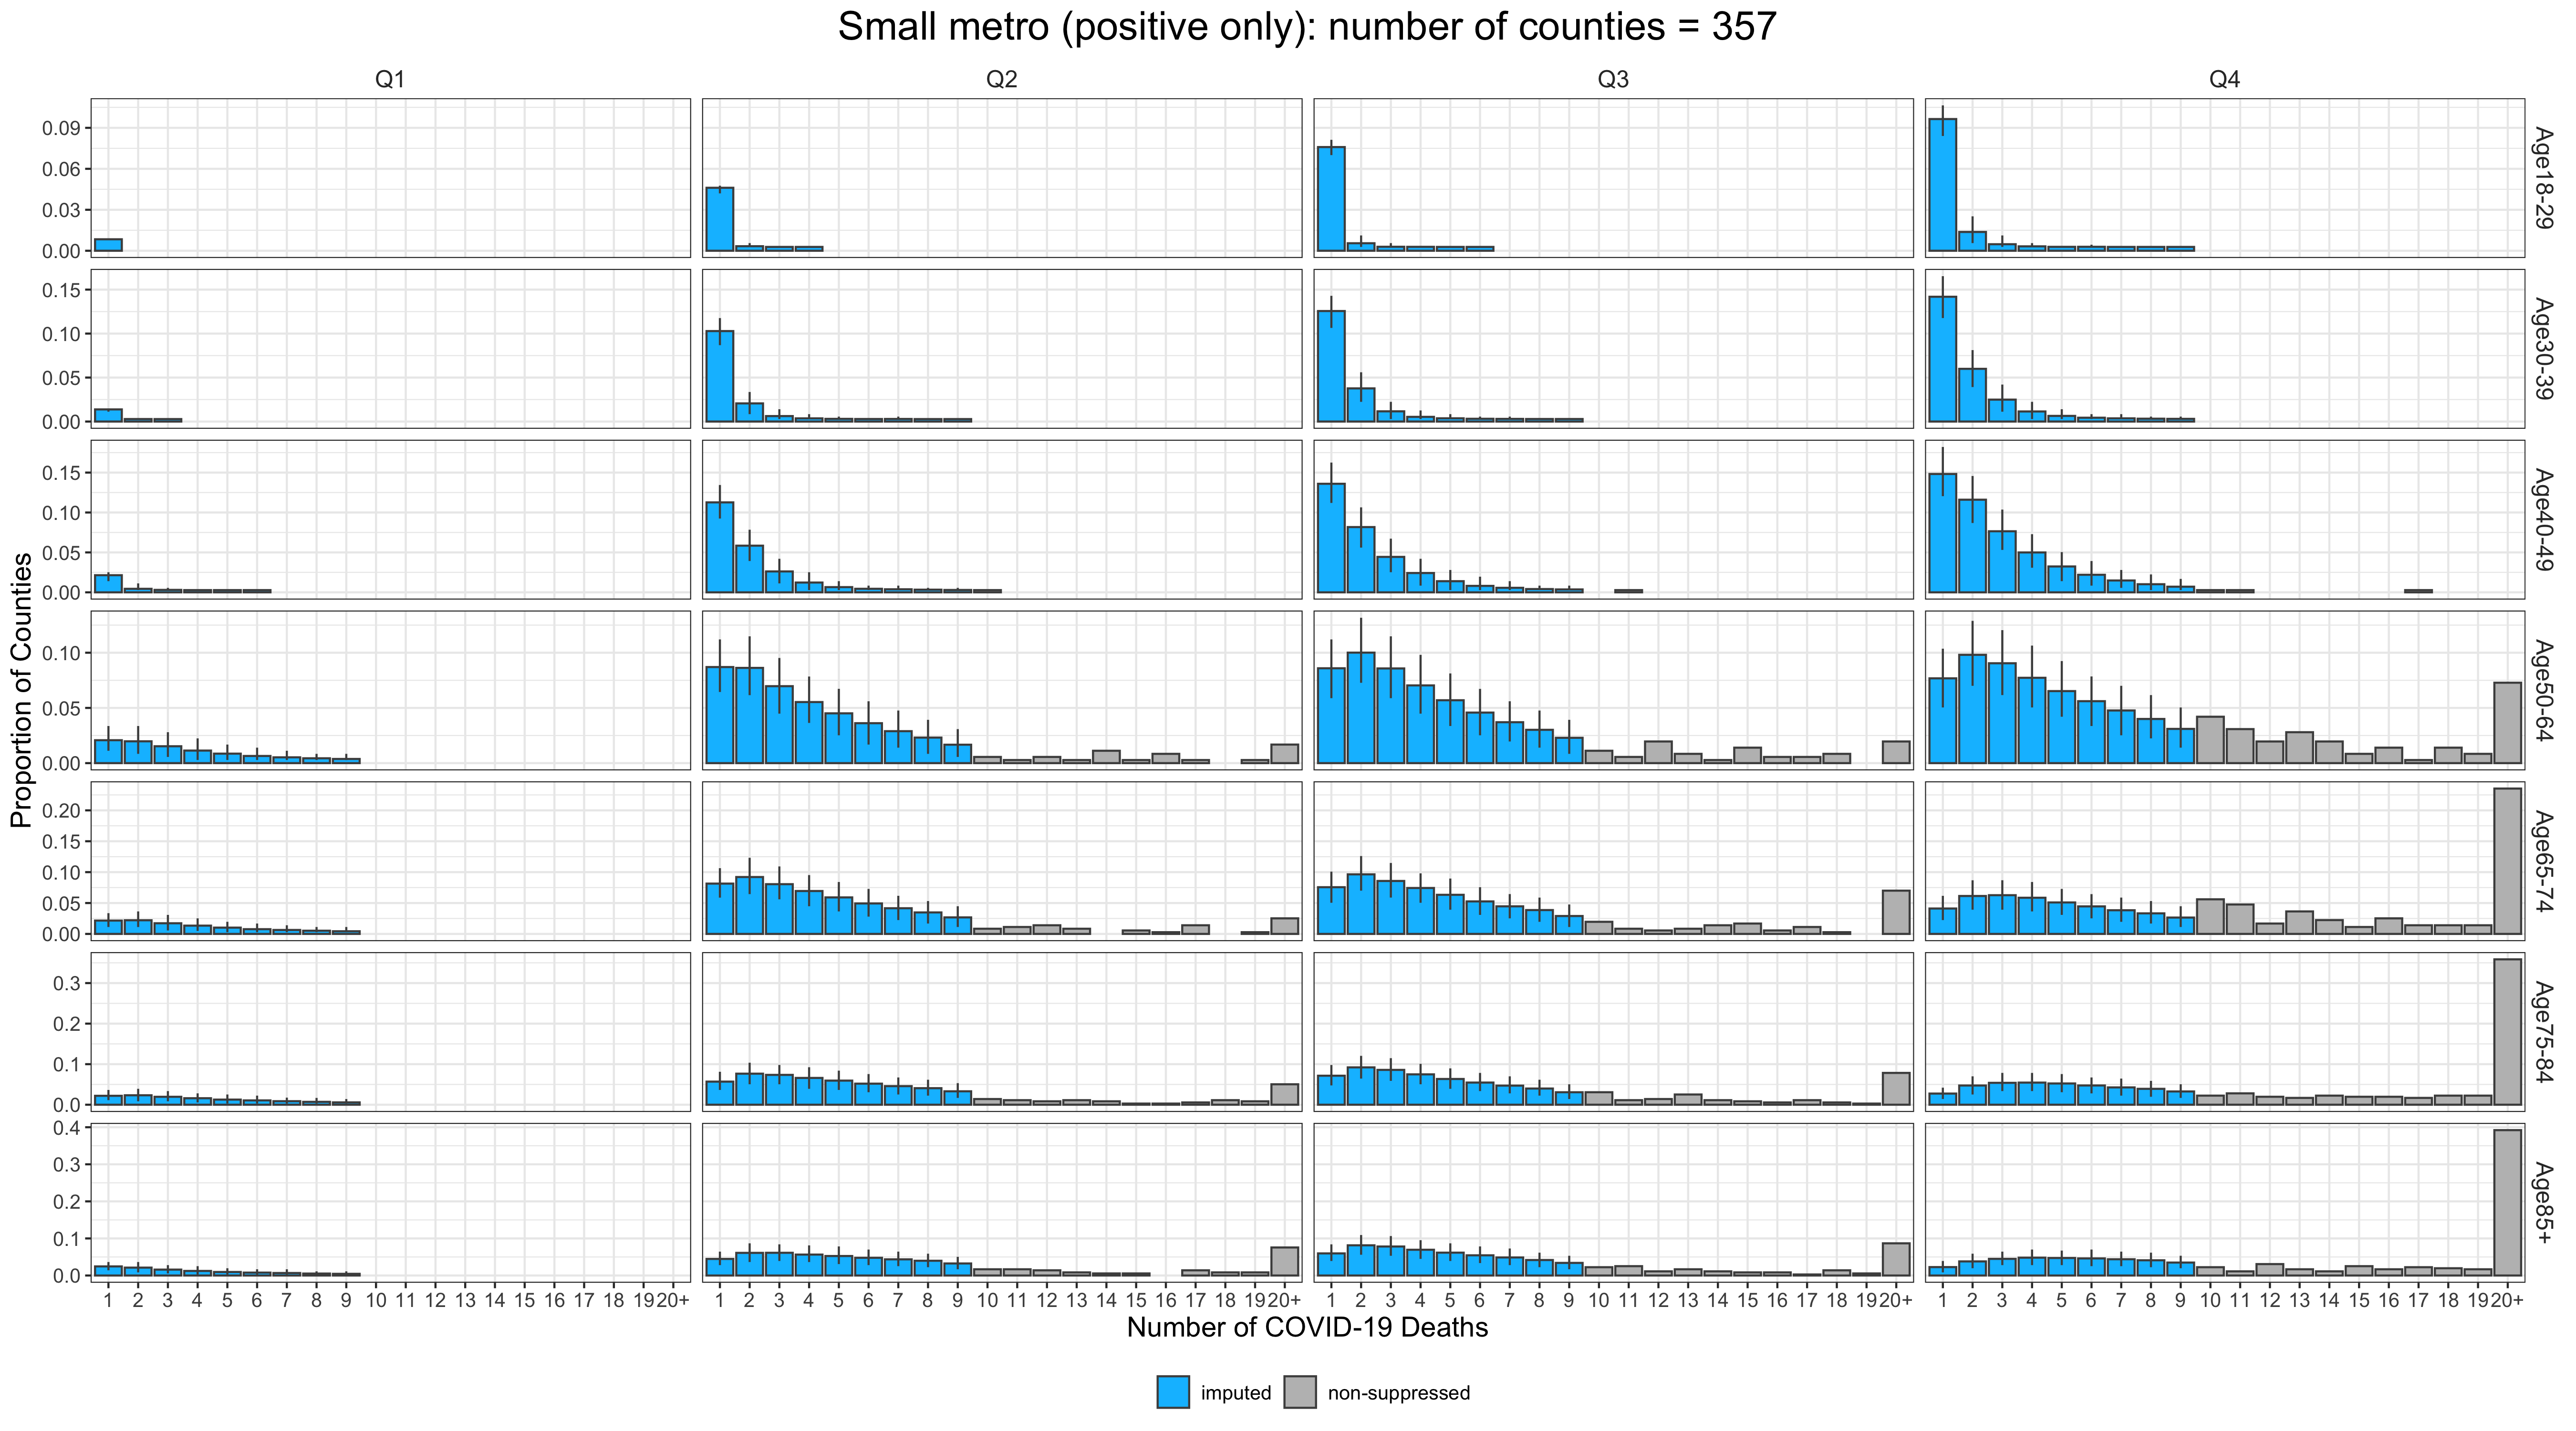 Small metro (positive only): number of counties = 357
Q1 Q2 Q3 Q4
Proportion of Counties
0.09
0.06
0.03
0.00
Age18-29
0.15
0.10
0.05
0.00
Age30-39
0.15
0.10
0.05
0.00
Age40-49
0.10
0.05
0.00
Age50-64
0.20
0.15
0.10
0.05
0.00
Age65-74
0.3
0.2
0.1
0.0
Age75-84
0.4
0.3
0.2
0.1
0.0
Age85+
1 2 3 4 5 6 7 8 9 10 11 12 13 14 15 16 17 18 19 20+ 1 2 3 4 5 6 7 8 9 10 11 12 13 14 15 16 17 18 19 20+ 1 2 3 4 5 6 7 8 9 10 11 12 13 14 15 16 17 18 19 20+ 1 2 3 4 5 6 7 8 9 10 11 12 13 14 15 16 17 18 19 20+
Number of COVID-19 Deaths
imputed non-suppressed